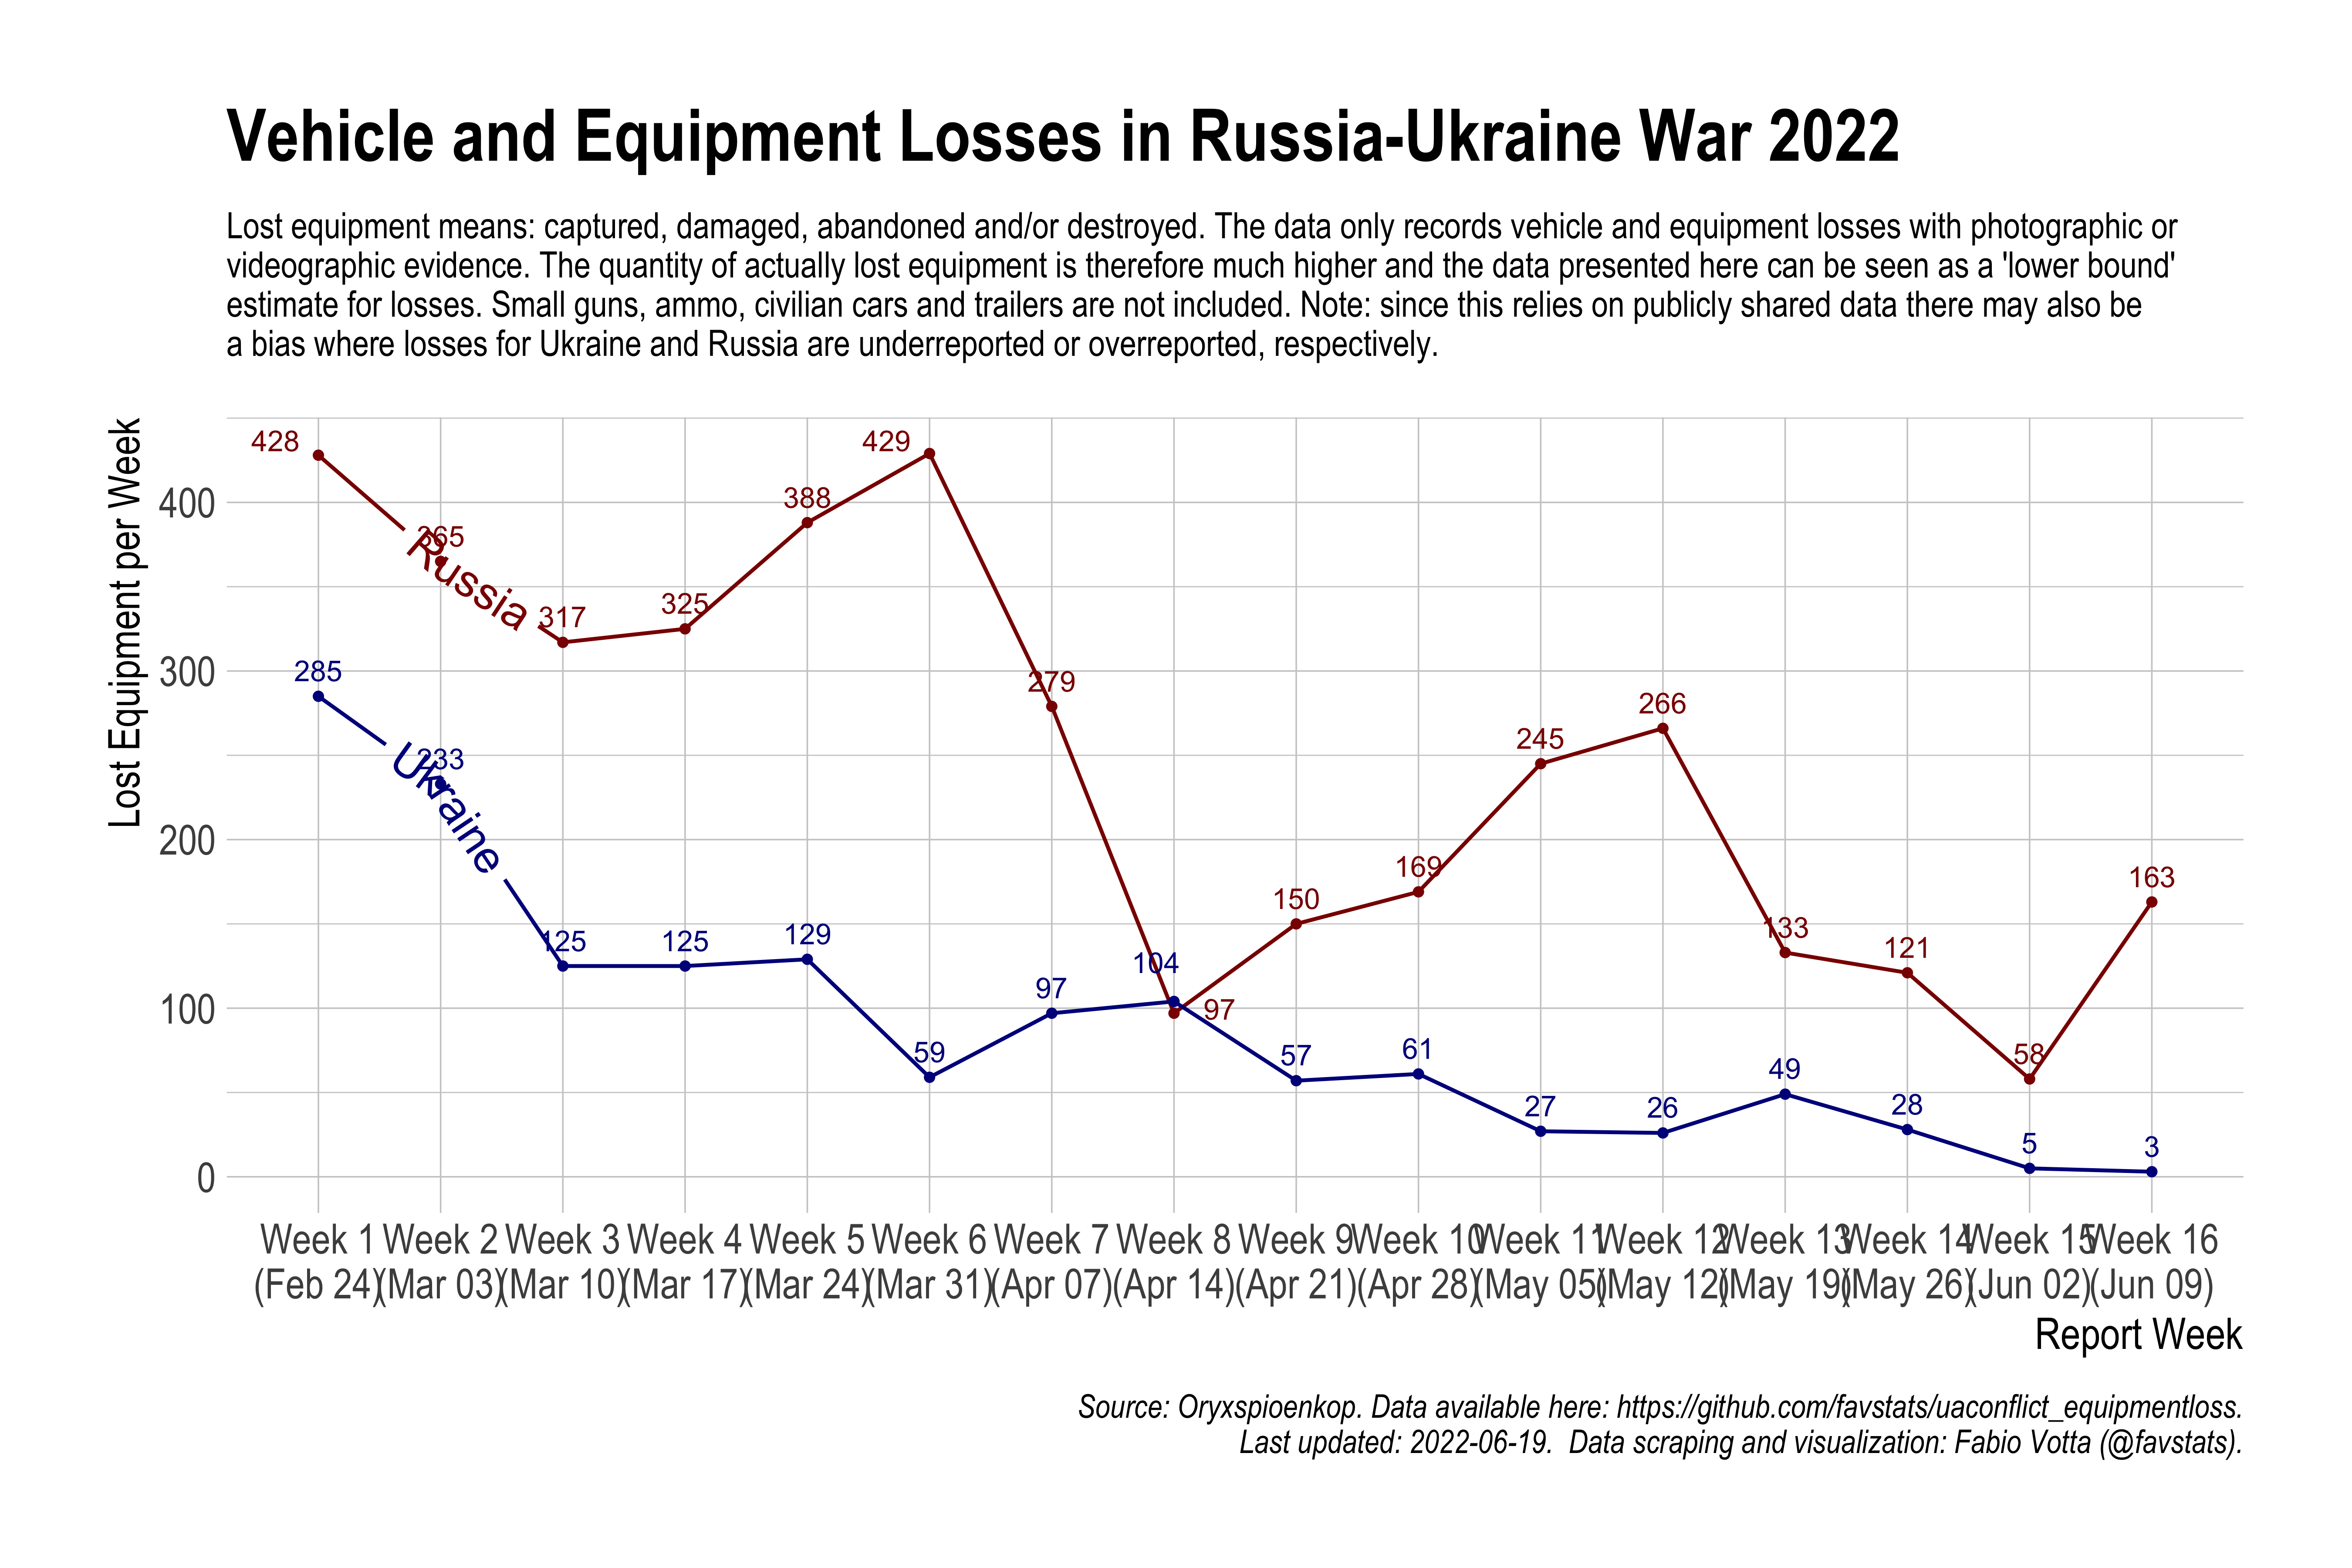 Vehicle and Equipment Losses in Russia-Ukraine War 2022
Lost equipment means: captured, damaged, abandoned and/or destroyed. The data only records vehicle and equipment losses with photographic or
videographic evidence. The quantity of actually lost equipment is therefore much higher and the data presented here can be seen as a 'lower bound'
estimate for losses. Small guns, ammo, civilian cars and trailers are not included. Note: since this relies on publicly shared data there may also be
a bias where losses for Ukraine and Russia are underreported or overreported, respectively.
Lost Equipment per Week
400
300
200
100
0
428
365
Russia
317
325
388
429
279
97
150
169
245
266
133
121
58
163
285
233
Ukraine
125
125
129
59
97
104
57
61
27
26
49
28
5
3
Week 1 Week 2 Week 3 Week 4 Week 5 Week 6 Week 7 Week 8 Week 9 Week 10 Week 11 Week 12 Week 13 Week 14 Week 15 Week 16
(Feb 24) (Mar 03) (Mar 10) (Mar 17) (Mar 24) (Mar 31) (Apr 07) (Apr 14) (Apr 21) (Apr 28) (May 05) (May 12) (May 19) (May 26) (Jun 02) (Jun 09)
Report Week
Source: Oryxspioenkop. Data available here: https://github.com/favstats/uaconflict_equipmentloss.
Last updated: 2022-06-19.  Data scraping and visualization: Fabio Votta (@favstats).